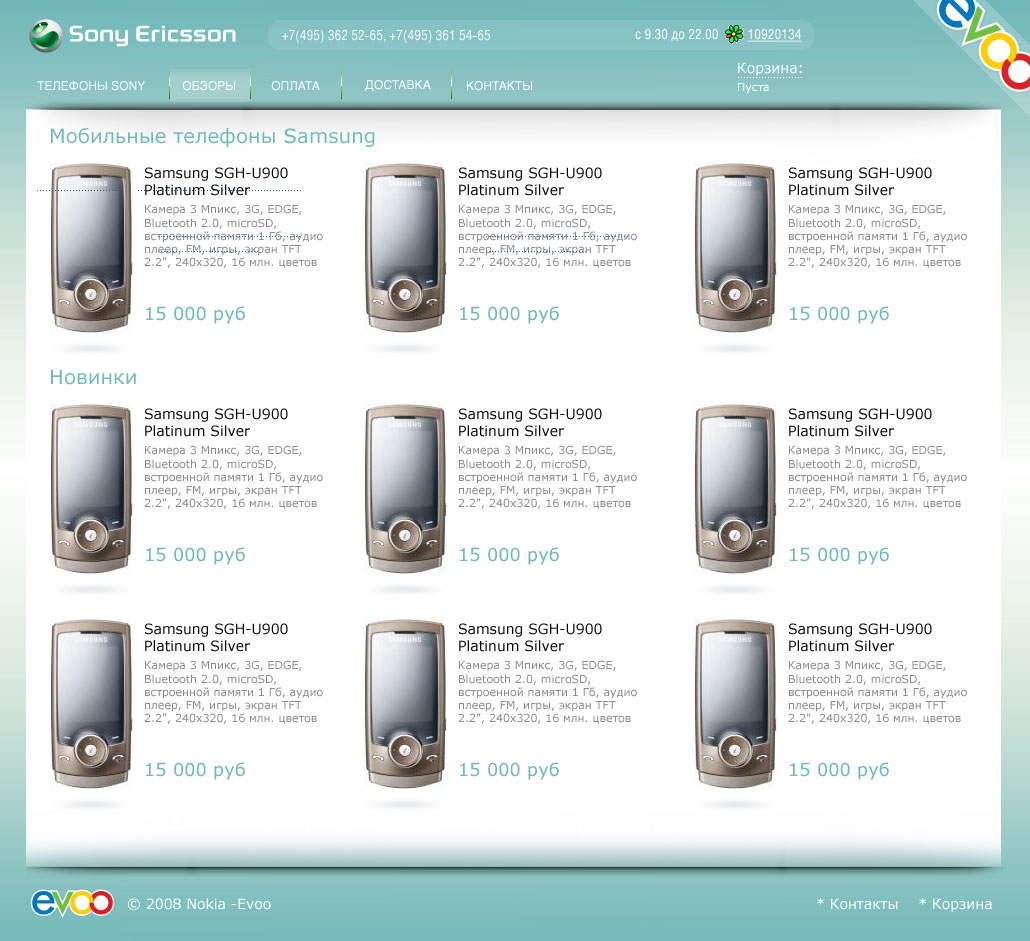 Sony Ericsson
+7(495) 362 52-65, +7(495) 361 54-65
с 9.30 до 22.00 10920134
evoo
Корзина:
Пуста
ТЕЛЕФОНЫ SONY ОБЗОРЫ ОПЛАТА ДОСТАВКА КОНТАКТЫ
Мобильные телефоны Samsung
SAMSUNG
Samsung SGH-U900
Platinum Silver
Камера 3 Мпикс, 3G, EDGE,
Bluetooth 2.0, microSD,
встроенной памяти 1 Гб, аудио
плеер, FM, игры, экран TFT
2.2", 240x320, 16 млн. цветов
15 000 руб
SAMSUNG
Samsung SGH-U900
Platinum Silver
Камера 3 Мпикс, 3G, EDGE,
Bluetooth 2.0, microSD,
встроенной памяти 1 Гб, аудио
плеер, FM, игры, экран TFT
2.2", 240x320, 16 млн. цветов
15 000 руб
SAMSUNG
Samsung SGH-U900
Platinum Silver
Камера 3 Мпикс, 3G, EDGE,
Bluetooth 2.0, microSD,
встроенной памяти 1 Гб, аудио
плеер, FM, игры, экран TFT
2.2", 240x320, 16 млн. цветов
15 000 руб
Новинки
SAMSUNG
Samsung SGH-U900
Platinum Silver
Камера 3 Мпикс, 3G, EDGE,
Bluetooth 2.0, microSD,
встроенной памяти 1 Гб, аудио
плеер, FM, игры, экран TFT
2.2", 240x320, 16 млн. цветов
15 000 руб
SAMSUNG
Samsung SGH-U900
Platinum Silver
Камера 3 Мпикс, 3G, EDGE,
Bluetooth 2.0, microSD,
встроенной памяти 1 Гб, аудио
плеер, FM, игры, экран TFT
2.2", 240x320, 16 млн. цветов
15 000 руб
SAMSUNG
Samsung SGH-U900
Platinum Silver
Камера 3 Мпикс, 3G, EDGE,
Bluetooth 2.0, microSD,
встроенной памяти 1 Гб, аудио
плеер, FM, игры, экран TFT
2.2", 240x320, 16 млн. цветов
15 000 руб
SAMSUNG
Samsung SGH-U900
Platinum Silver
Камера 3 Мпикс, 3G, EDGE,
Bluetooth 2.0, microSD,
встроенной памяти 1 Гб, аудио
плеер, FM, игры, экран TFT
2.2", 240x320, 16 млн. цветов
15 000 руб
SAMSUNG
Samsung SGH-U900
Platinum Silver
Камера 3 Мпикс, 3G, EDGE,
Bluetooth 2.0, microSD,
встроенной памяти 1 Гб, аудио
плеер, FM, игры, экран TFT
2.2", 240x320, 16 млн. цветов
15 000 руб
SAMSUNG
Samsung SGH-U900
Platinum Silver
Камера 3 Мпикс, 3G, EDGE,
Bluetooth 2.0, microSD,
встроенной памяти 1 Гб, аудио
плеер, FM, игры, экран TFT
2.2", 240x320, 16 млн. цветов
15 000 руб
evoo © 2008 Nokia -Evoo * Контакты * Корзина